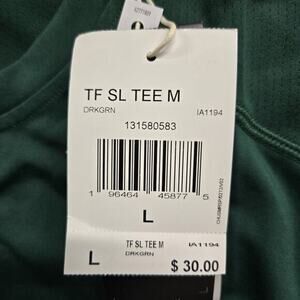 TF SL TEE M
DRKGRN IA1194
131580583
1 96464 45877 5
L
TF SL TEE M IA1194
L DRKGRN
$ 30.00